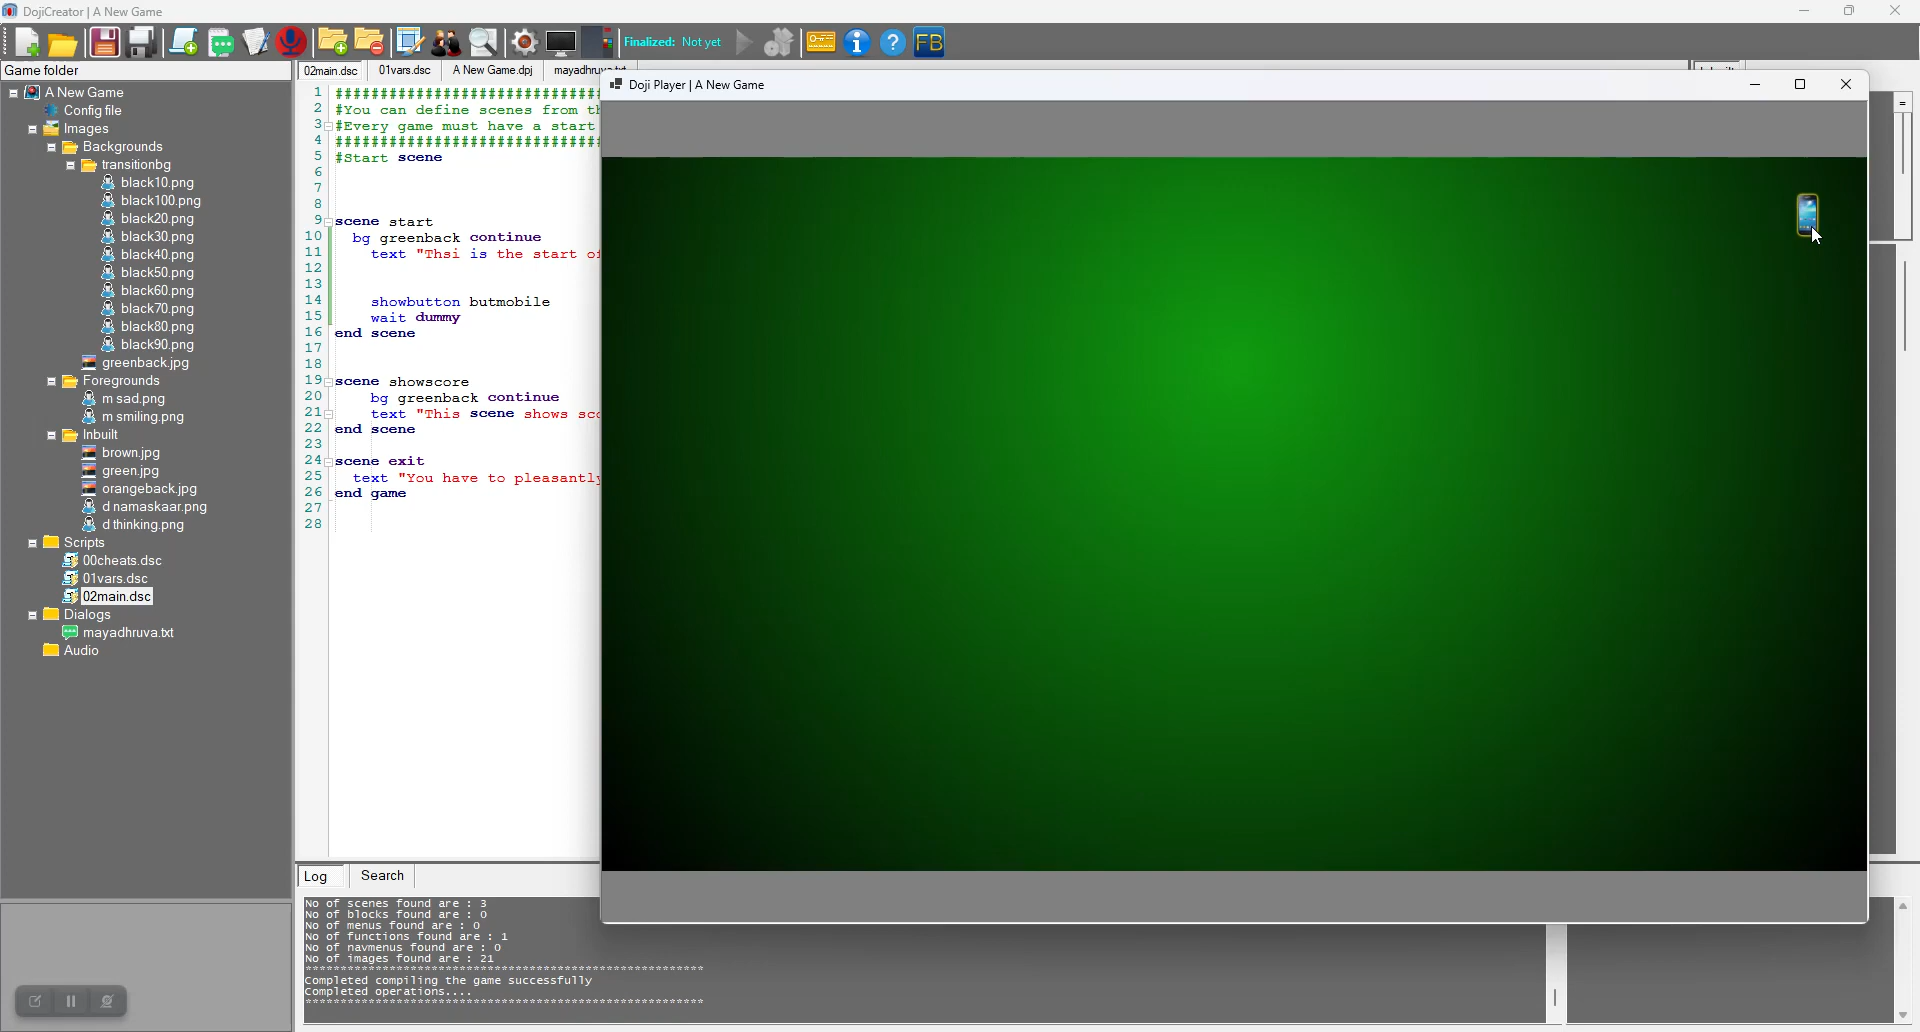 DojiCreator | A New Game
Finalized: Not yet
FB
Game folder
A New Game
Config file
Images
Backgrounds
transitionbg
black10.png
black100.png
black20.png
black30.png
black40.png
black50.png
black60.png
black70.png
black80.png
black90.png
greenback.jpg
Foregrounds
m sad.png
m smiling.png
Inbuilt
brown.jpg
green.jpg
orangeback.jpg
d namaskaar.png
d thinking.png
Scripts
00cheats.dsc
01vars.dsc
02main.dsc
Dialogs
mayadhruva.txt
Audio
02main.dsc 01vars.dsc A New Game.dpj
Doji Player | A New Game
1 #############################
2 #You can define scenes from
3 #Every game must have a start
4 #############################
5 #Start scene
6
7
8
9 scene start
10 bg greenback continue
11 text "Thsi is the start
12
13
14 showbutton butmobile
15 wait dummy
16 end scene
17
18
19 scene showscore
20 bg greenback continue
21 text "This scene shows
22 end scene
23
24 scene exit
25 text "You have to pleasantly
26 end game
27
28
Log Search
No of scenes found are : 3
No of blocks found are : 0
No of menus found are : 0
No of functions found are : 1
No of navmenus found are : 0
No of images found are : 21
*********************************************************
Completed compiling the game successfully
Completed operations....
*********************************************************